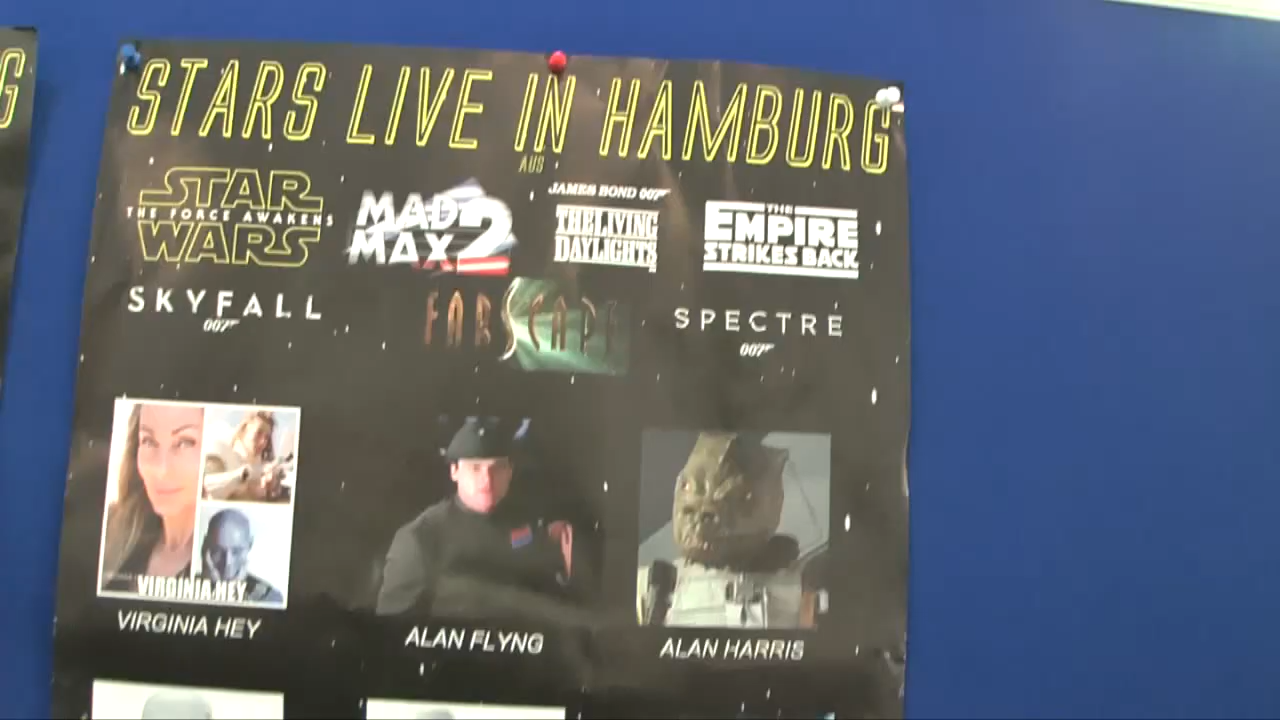 G
STARS LIVE IN HAMBURG
AUS
STAR
THE FORCE AWAKENS
WARS
MAD
MAX 2
JAMES BOND 007
THE LIVING
DAYLIGHTS
THE
EMPIRE
STRIKES BACK
SKYFALL
007
FARSCAPE
SPECTRE
007
VIRGINIA HEY
VIRGINIA HEY
ALAN FLYNG
ALAN HARRIS